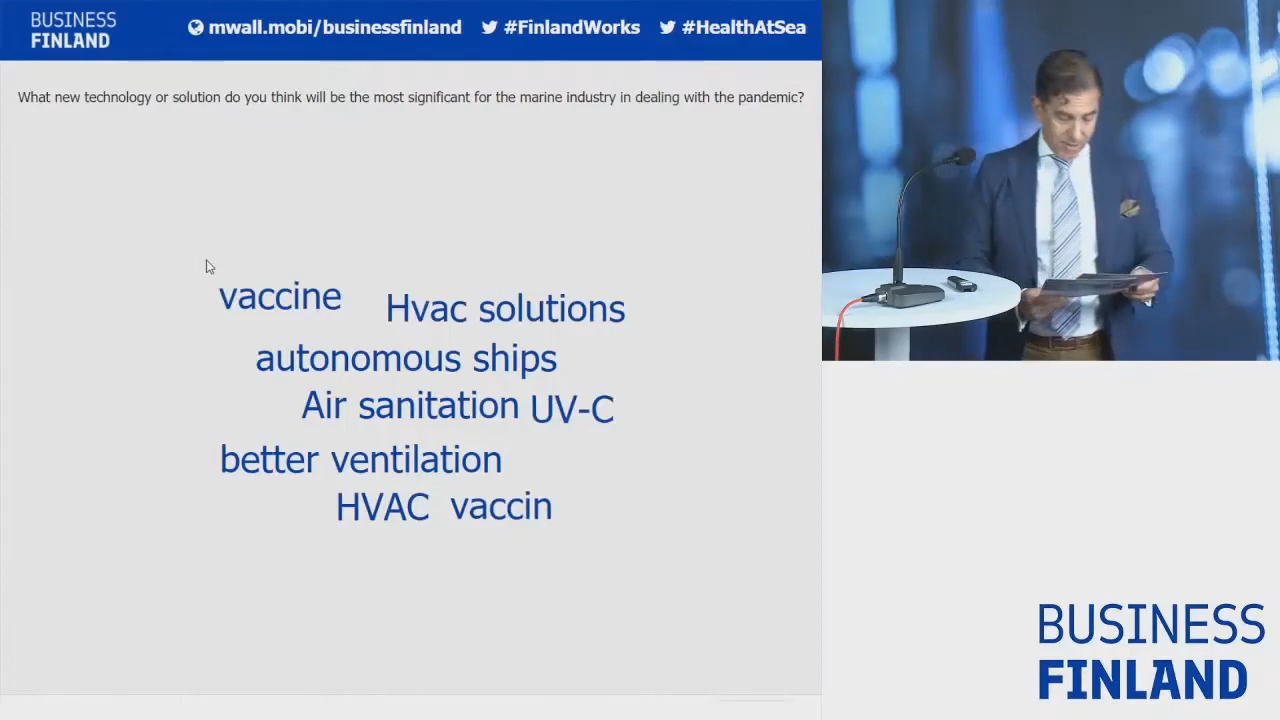 BUSINESS
FINLAND
mwall.mobi/businessfinland #FinlandWorks #HealthAtSea
What new technology or solution do you think will be the most significant for the marine industry in dealing with the pandemic?
vaccine Hvac solutions
autonomous ships
Air sanitation UV-C
better ventilation
HVAC vaccin
BUSINESS
FINLAND